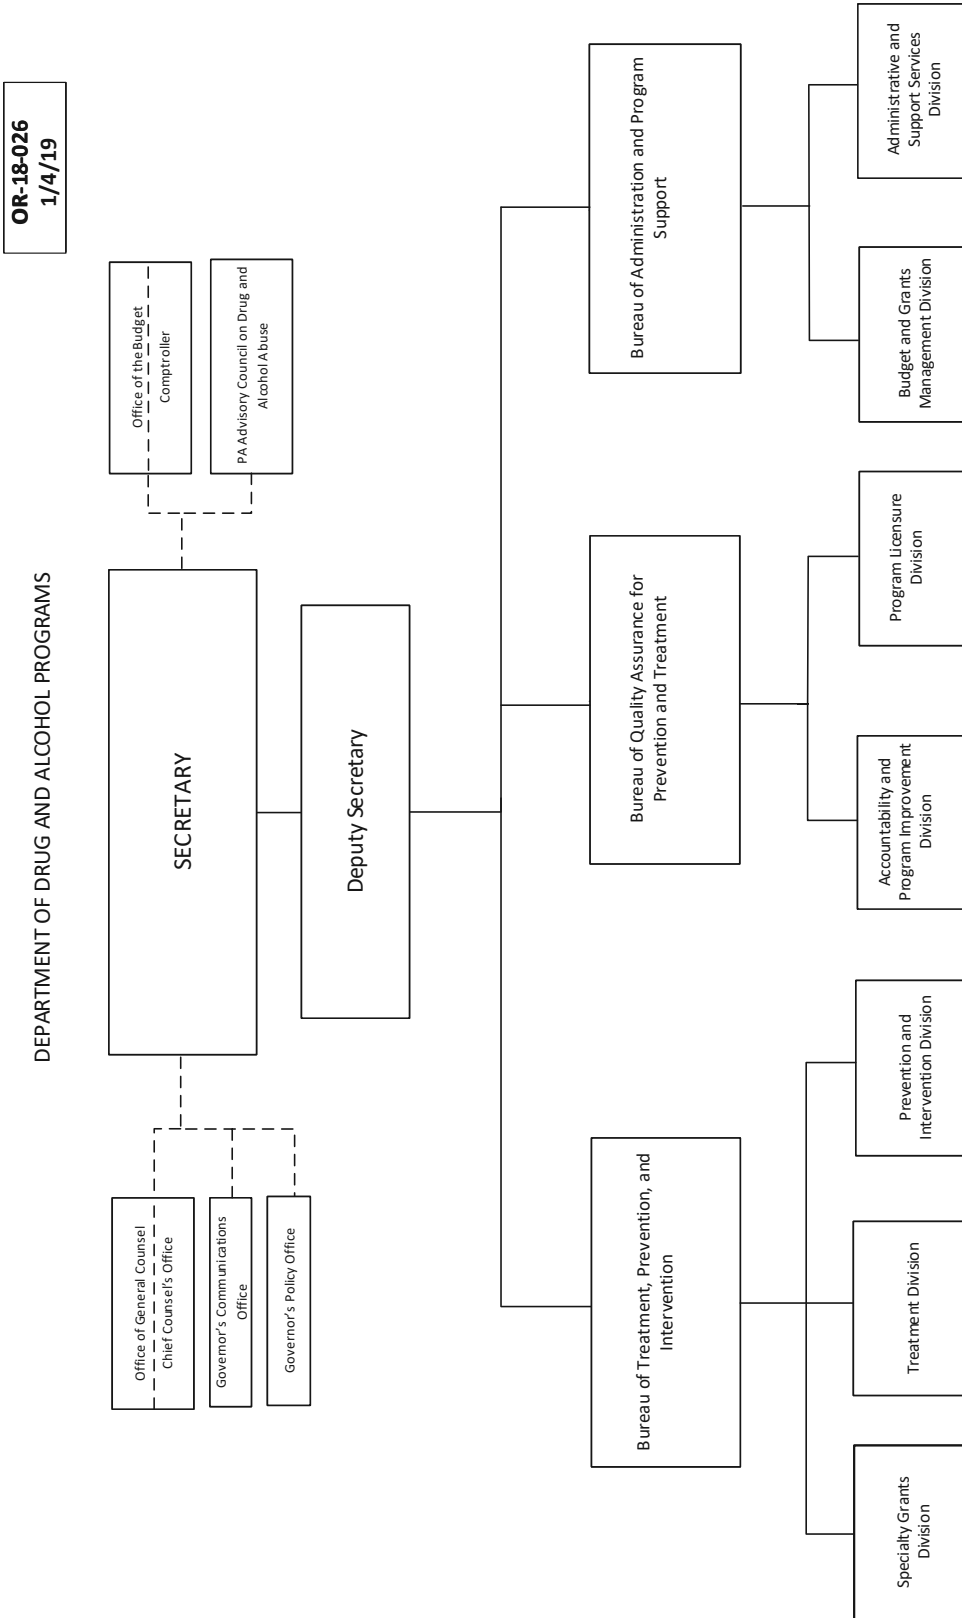 OR-18-026
1/4/19
DEPARTMENT OF DRUG AND ALCOHOL PROGRAMS
Office of General Counsel
Chief Counsel's Office
Governor's Communications
Office
Governor's Policy Office
SECRETARY
Office of the Budget
Comptroller
PA Advisory Council on Drug and
Alcohol Abuse
Deputy Secretary
Bureau of Treatment, Prevention, and
Intervention
Bureau of Quality Assurance for
Prevention and Treatment
Bureau of Administration and Program
Support
Specialty Grants
Division
Treatment Division
Prevention and
Intervention Division
Accountability and
Program Improvement
Division
Program Licensure
Division
Budget and Grants
Management Division
Administrative and
Support Services
Division